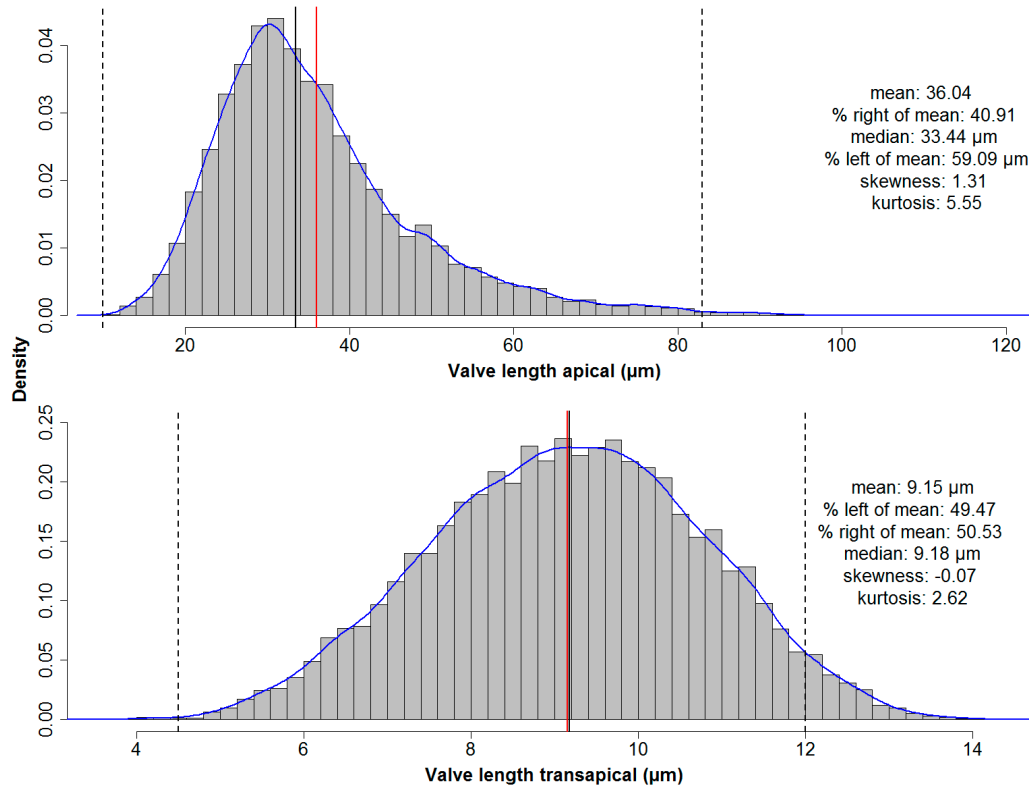 0.04
0.03
0.02
0.01
0.00
mean: 36.04
% right of mean: 40.91
median: 33.44 µm
% left of mean: 59.09 µm
skewness: 1.31
kurtosis: 5.55
20 40 60 80 100 120
Valve length apical (µm)
Density
0.25
0.20
0.15
0.10
0.05
0.00
mean: 9.15 µm
% left of mean: 49.47
% right of mean: 50.53
median: 9.18 µm
skewness: -0.07
kurtosis: 2.62
4 6 8 10 12 14
Valve length transapical (µm)